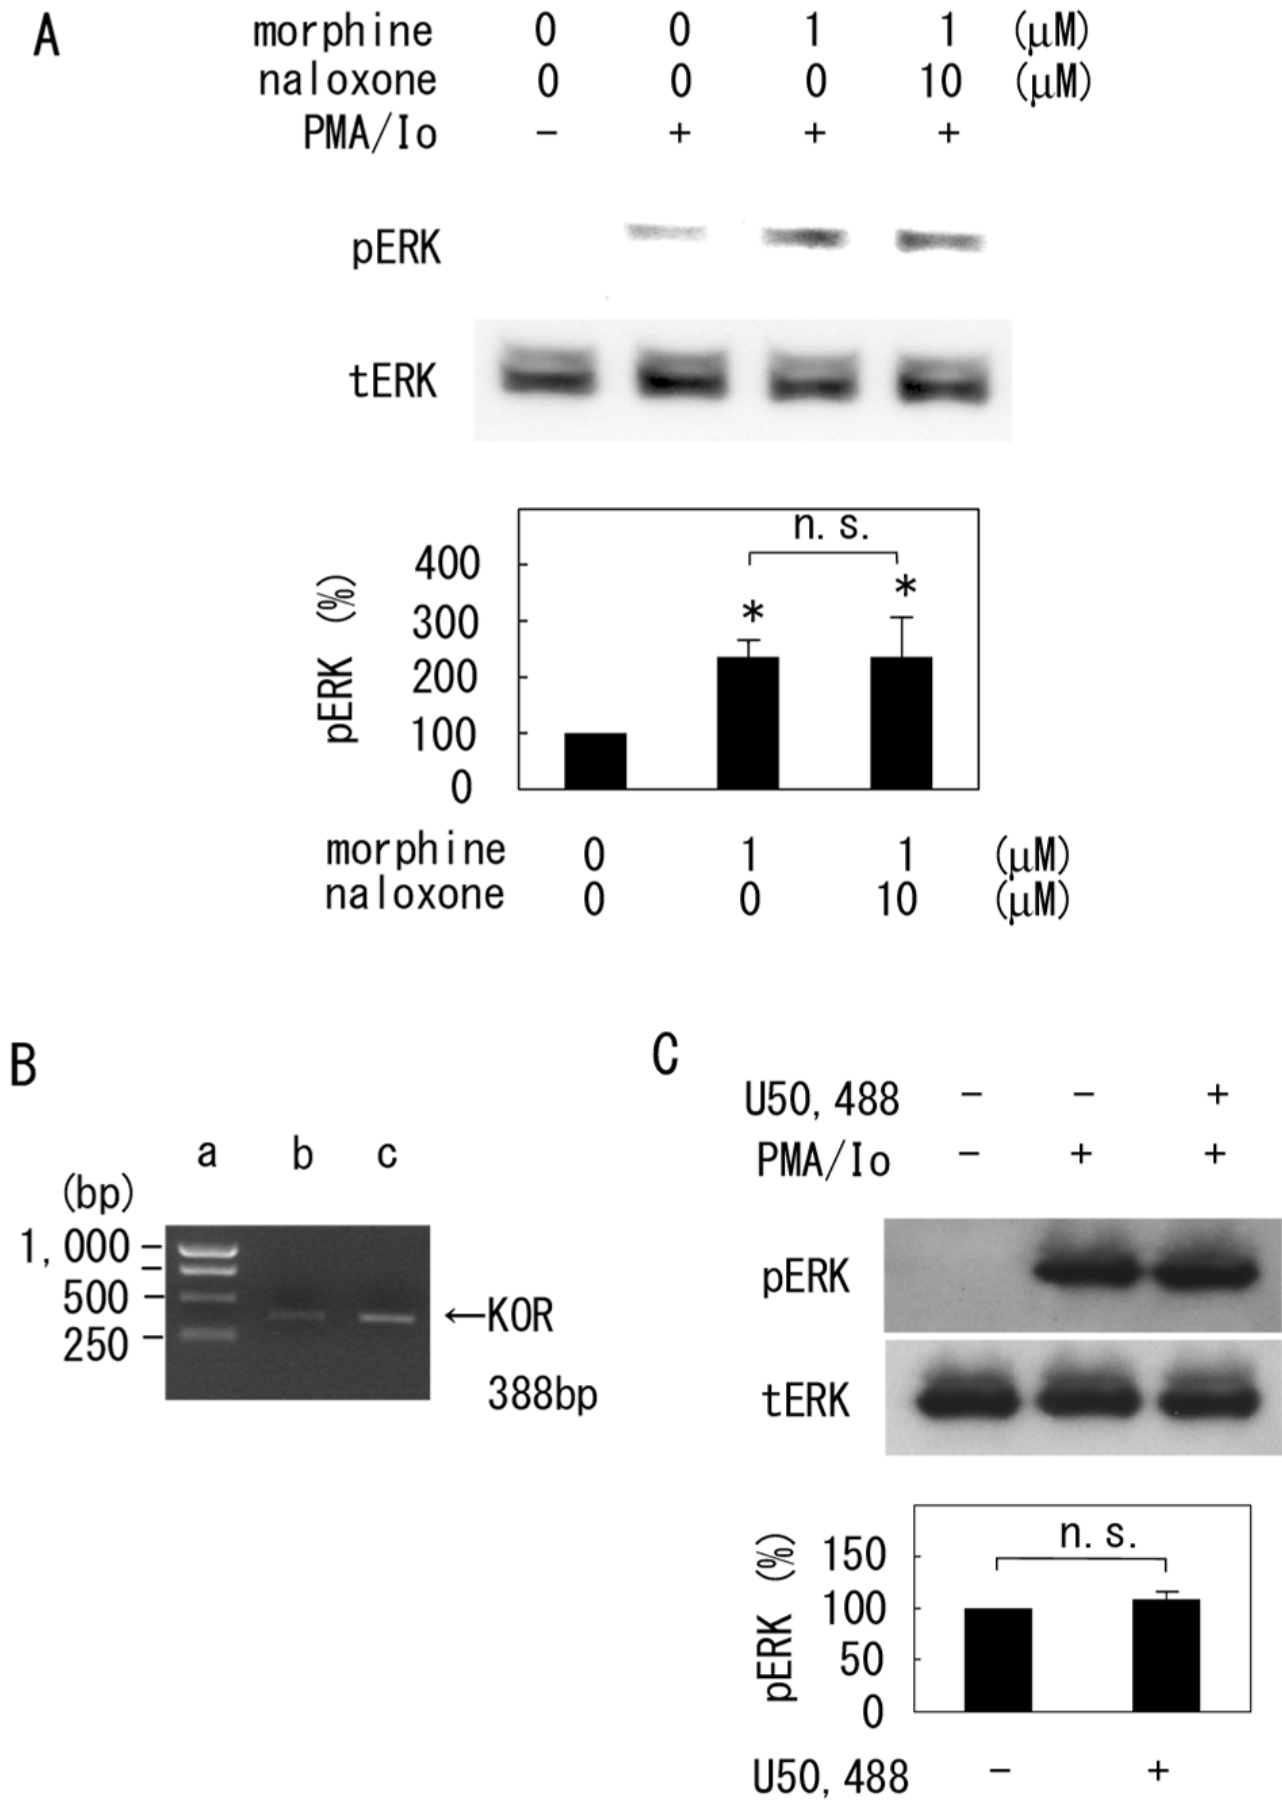 A
morphine 0 0 1 1 (μM)
naloxone 0 0 0 10 (μM)
PMA/Io − + + +
pERK
tERK
n.s.
400
300
200
100
0
pERK (%)
* *
morphine 0 1 1 (μM)
naloxone 0 0 10 (μM)
B
a b c
(bp)
1,000
500
250
←KOR
388bp
C
U50,488 − − +
PMA/Io − + +
pERK
tERK
n.s.
150
100
50
0
pERK (%)
U50,488 − +